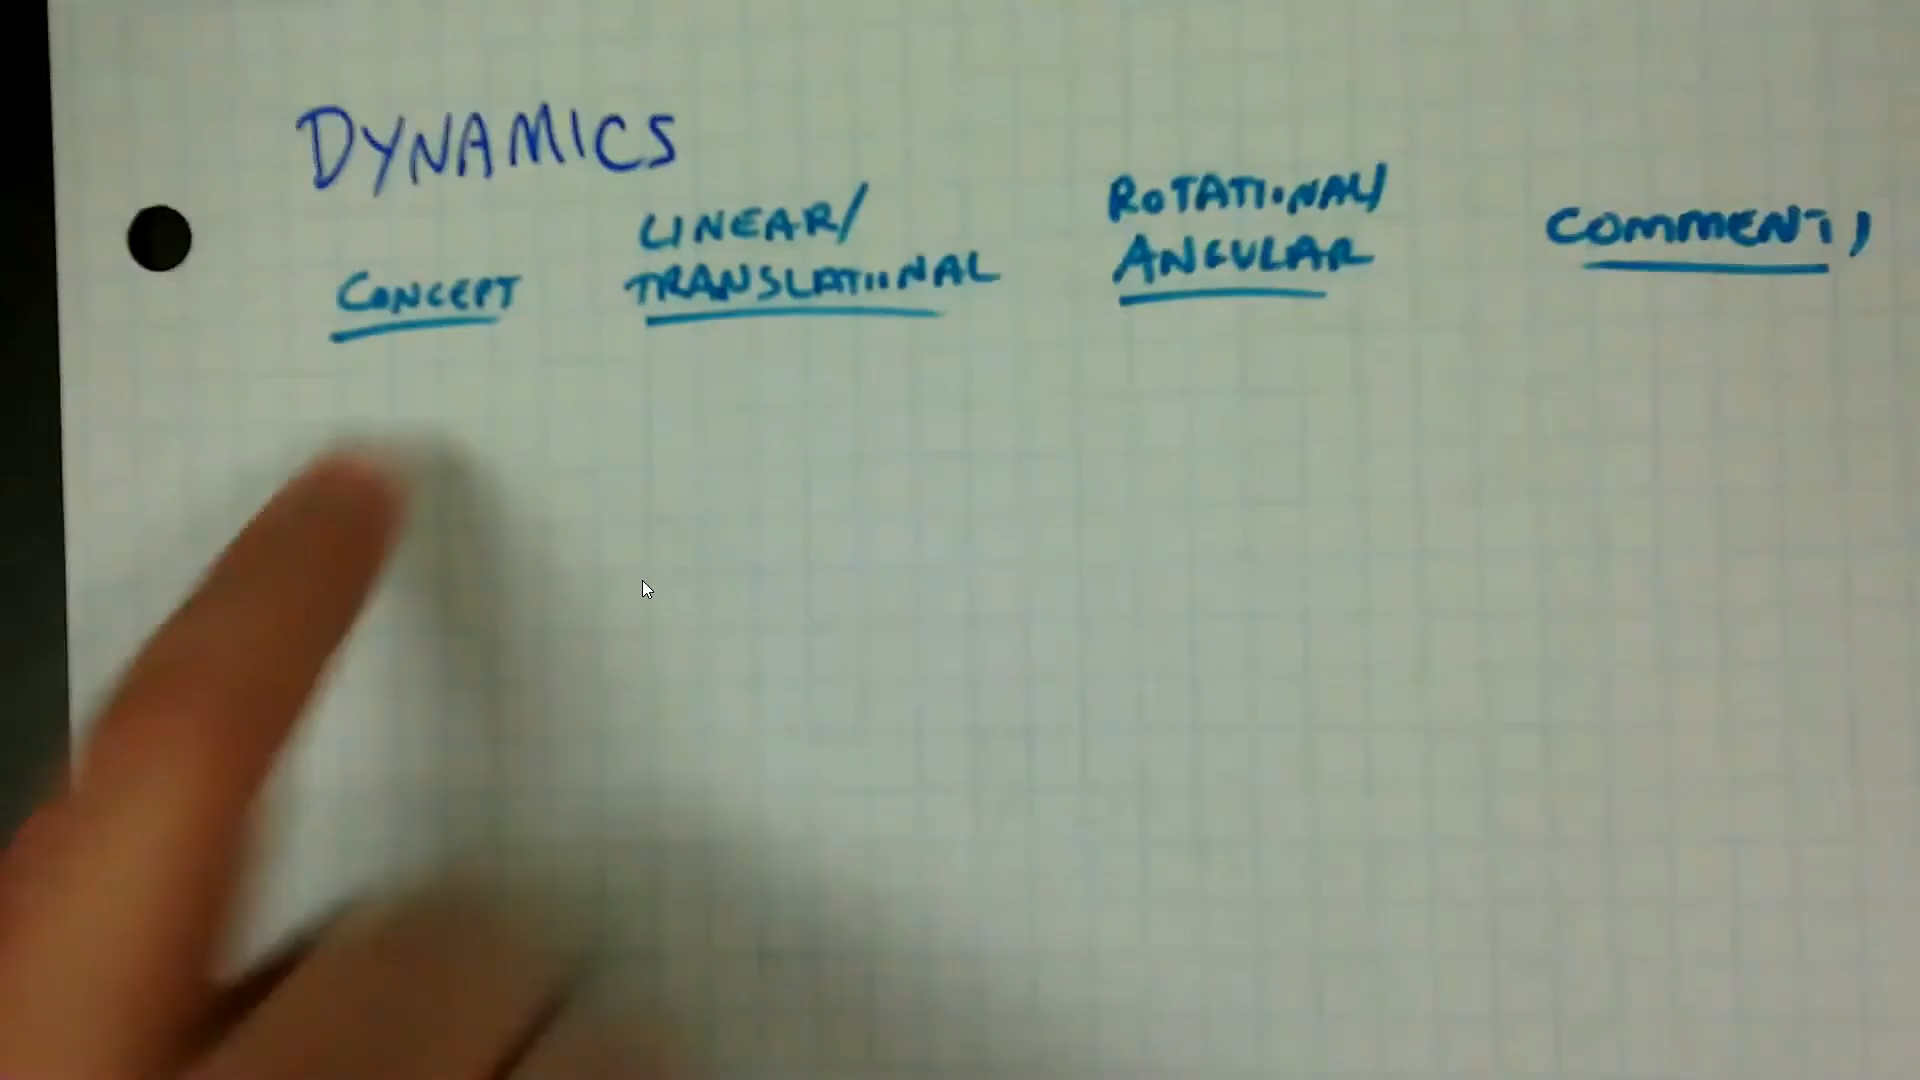 DYNAMICS
CONCEPT
LINEAR/
TRANSLATIONAL
ROTATIONAL/
ANGULAR
COMMENTS